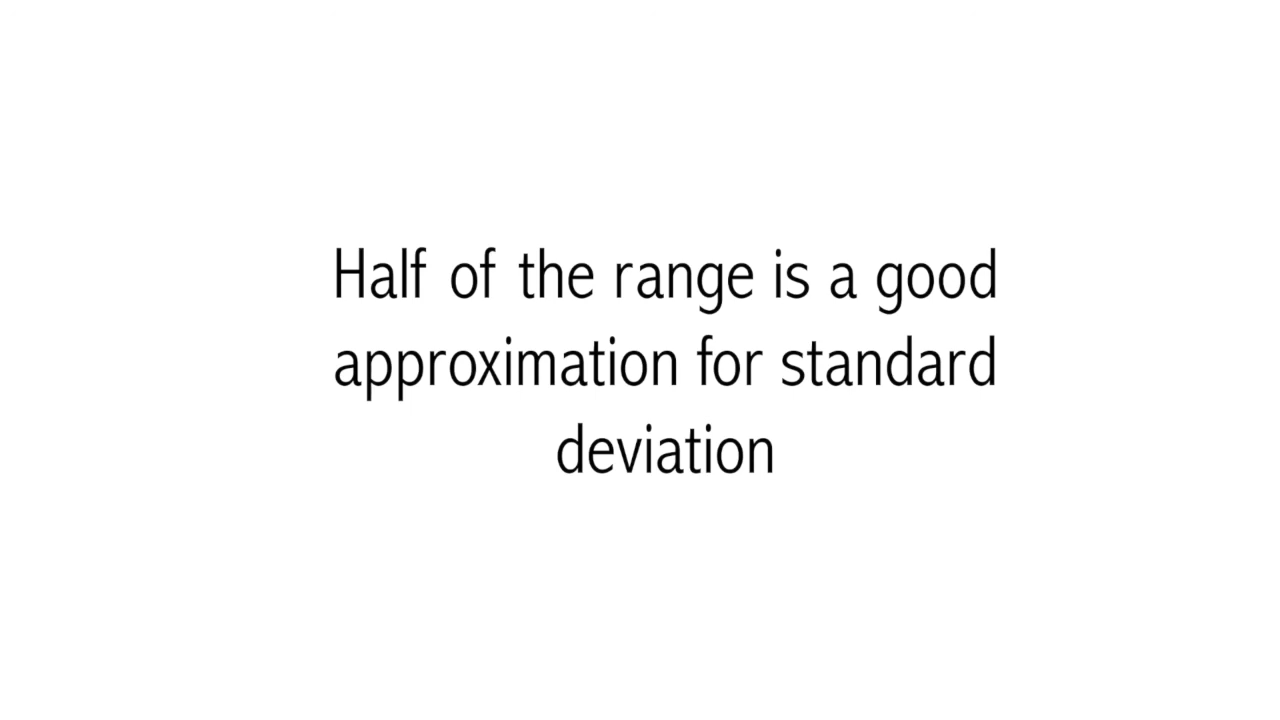 Half of the range is a good
approximation for standard
deviation